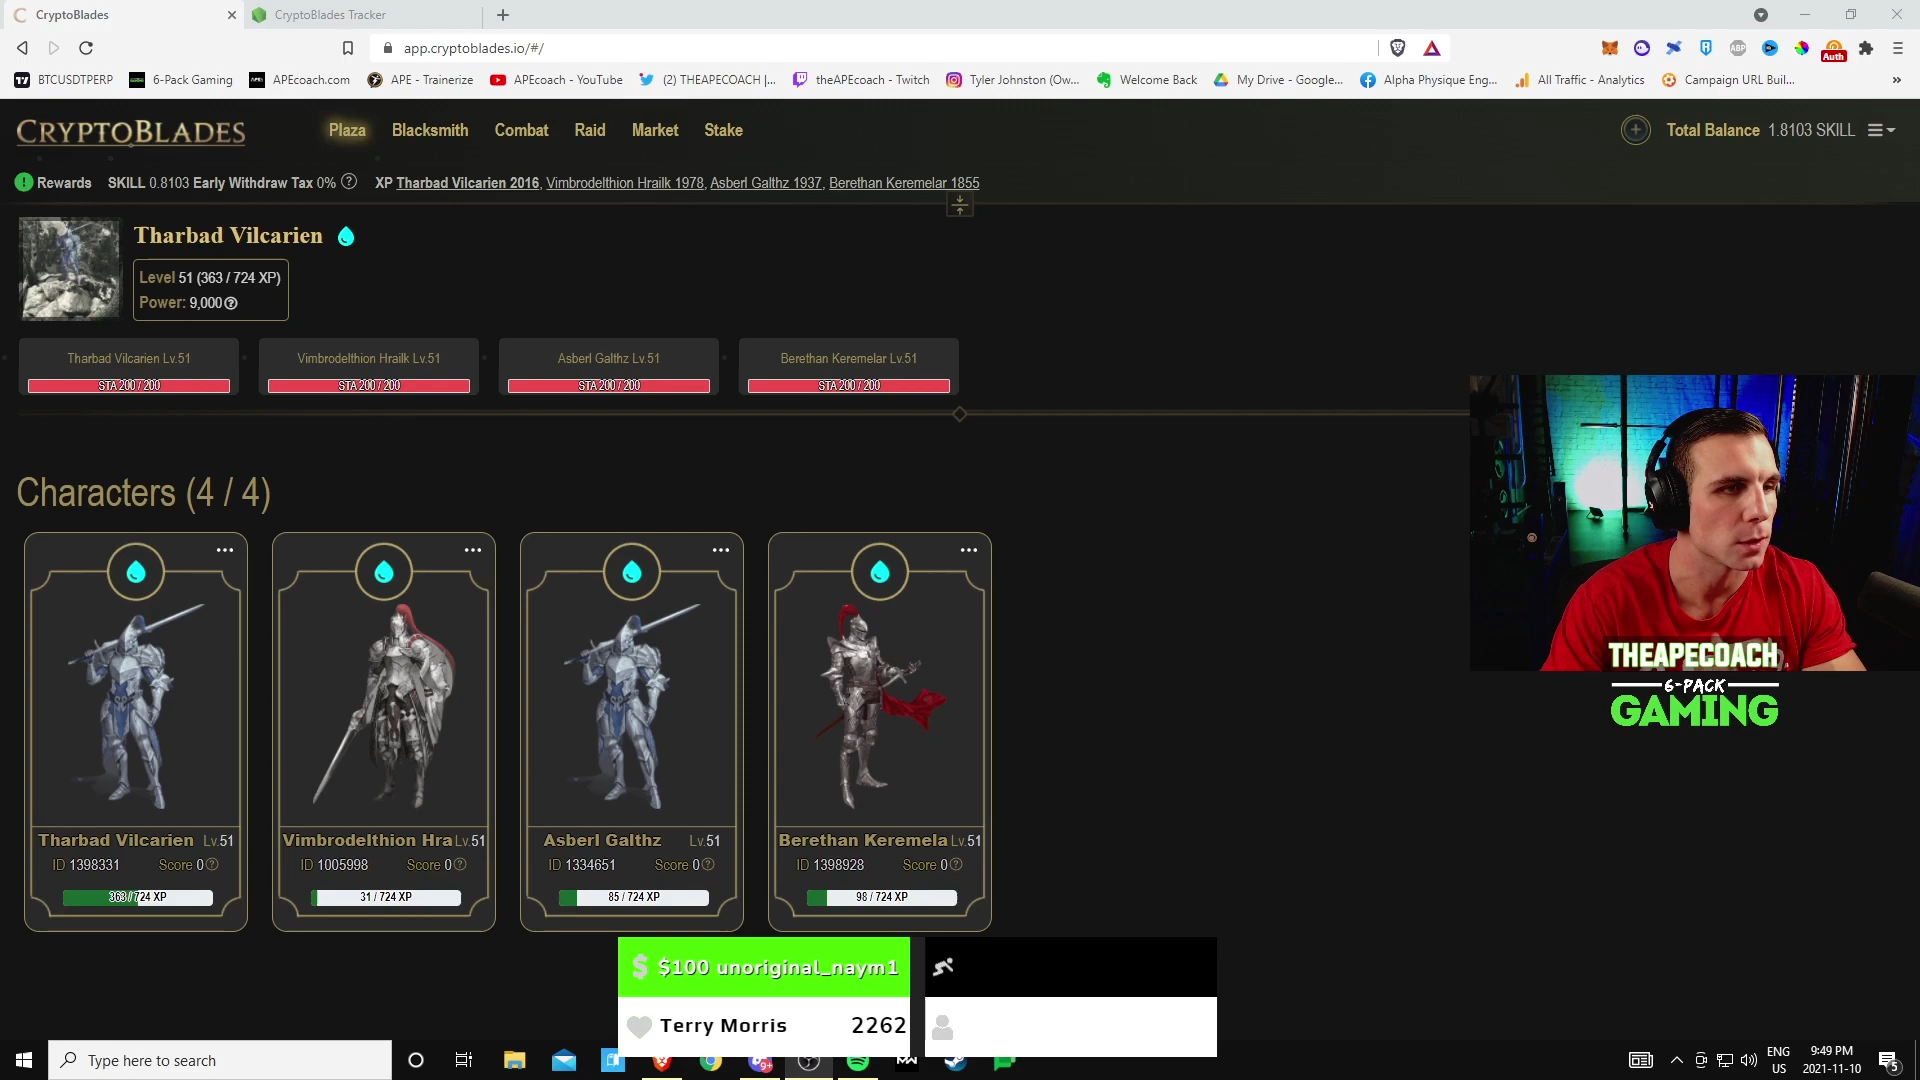 CryptoBlades
CryptoBlades Tracker
app.cryptoblades.io/#/
Auth
BTCUSDTPERP
6-Pack Gaming
APEcoach.com
APE - Trainerize
APEcoach - YouTube
(2) THEAPECOACH |...
theAPEcoach - Twitch
Tyler Johnston (Ow...
Welcome Back
My Drive - Google...
Alpha Physique Eng...
All Traffic - Analytics
Campaign URL Buil...
CRYPTOBLADES
Plaza
Blacksmith
Combat
Raid
Market
Stake
Total Balance 1.8103 SKILL
Rewards SKILL 0.8103 Early Withdraw Tax 0% XP Tharbad Vilcarien 2016, Vimbrodelthion Hrailk 1978, Asberl Galthz 1937, Berethan Keremelar 1855
Tharbad Vilcarien
Level 51 (363 / 724 XP)
Power: 9,000
Tharbad Vilcarien Lv.51
STA 200 / 200
Vimbrodelthion Hrailk Lv.51
STA 200 / 200
Asberl Galthz Lv.51
STA 200 / 200
Berethan Keremelar Lv.51
STA 200 / 200
Characters (4 / 4)
Tharbad Vilcarien Lv.51
ID 1398331 Score 0
363 / 724 XP
Vimbrodelthion Hra Lv.51
ID 1005998 Score 0
31 / 724 XP
Asberl Galthz Lv.51
ID 1334651 Score 0
85 / 724 XP
Berethan Keremela Lv.51
ID 1398928 Score 0
98 / 724 XP
THEAPECOACH
6-PACK
GAMING
$100 unoriginal_naym1
Terry Morris 2262
Type here to search
9+
ENG
US
9:49 PM
2021-11-10
5